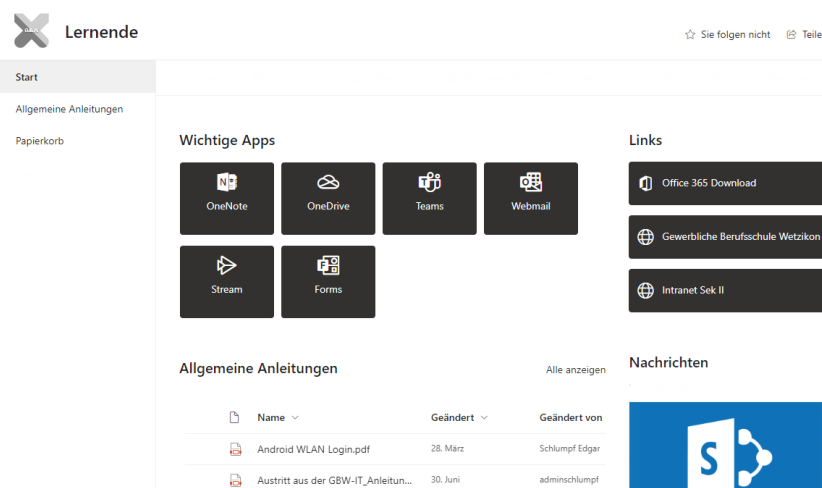 Lernende
Sie folgen nicht
Teile
Start
Allgemeine Anleitungen
Papierkorb
Wichtige Apps
OneNote
OneDrive
Teams
Webmail
Stream
Forms
Links
Office 365 Download
Gewerbliche Berufsschule Wetzikon
Intranet Sek II
Allgemeine Anleitungen
Alle anzeigen
Name
Geändert
Geändert von
Android WLAN Login.pdf
28. März
Schlumpf Edgar
Austritt aus der GBW-IT_Anleitun...
30. Juni
adminschlumpf
Nachrichten
S